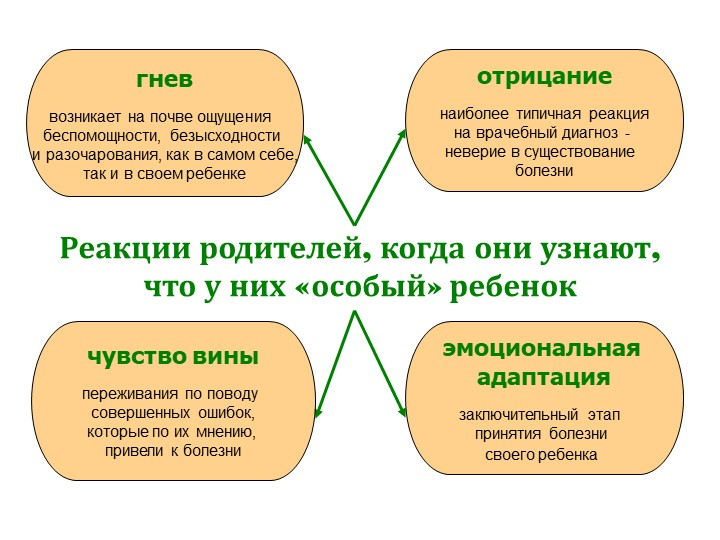 гнев
возникает на почве ощущения
беспомощности, безысходности
и разочарования, как в самом себе,
так и в своем ребенке
отрицание
наиболее типичная реакция
на врачебный диагноз -
неверие в существование
болезни
Реакции родителей, когда они узнают,
что у них «особый» ребенок
чувство вины
переживания по поводу
совершенных ошибок,
которые по их мнению,
привели к болезни
эмоциональная
адаптация
заключительный этап
принятия болезни
своего ребенка